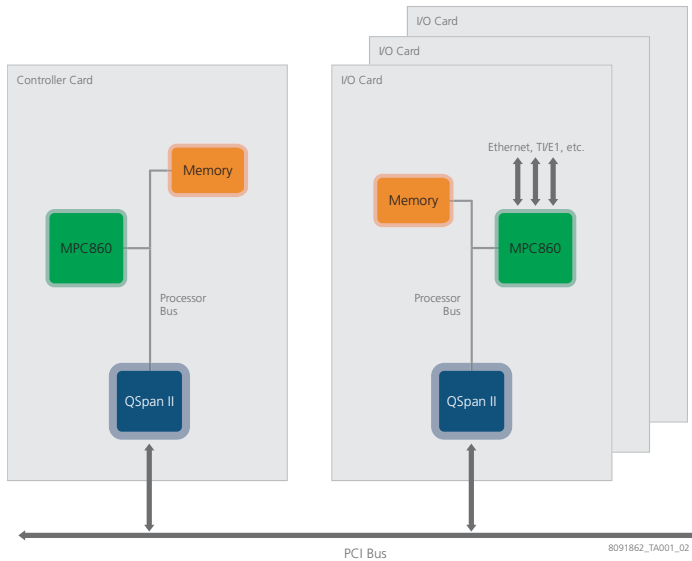 I/O Card
I/O Card
Controller Card
I/O Card
Ethernet, TI/E1, etc.
Memory
Memory
MPC860
MPC860
Processor
Bus
Processor
Bus
QSpan II
QSpan II
PCI Bus
8091862_TA001_02